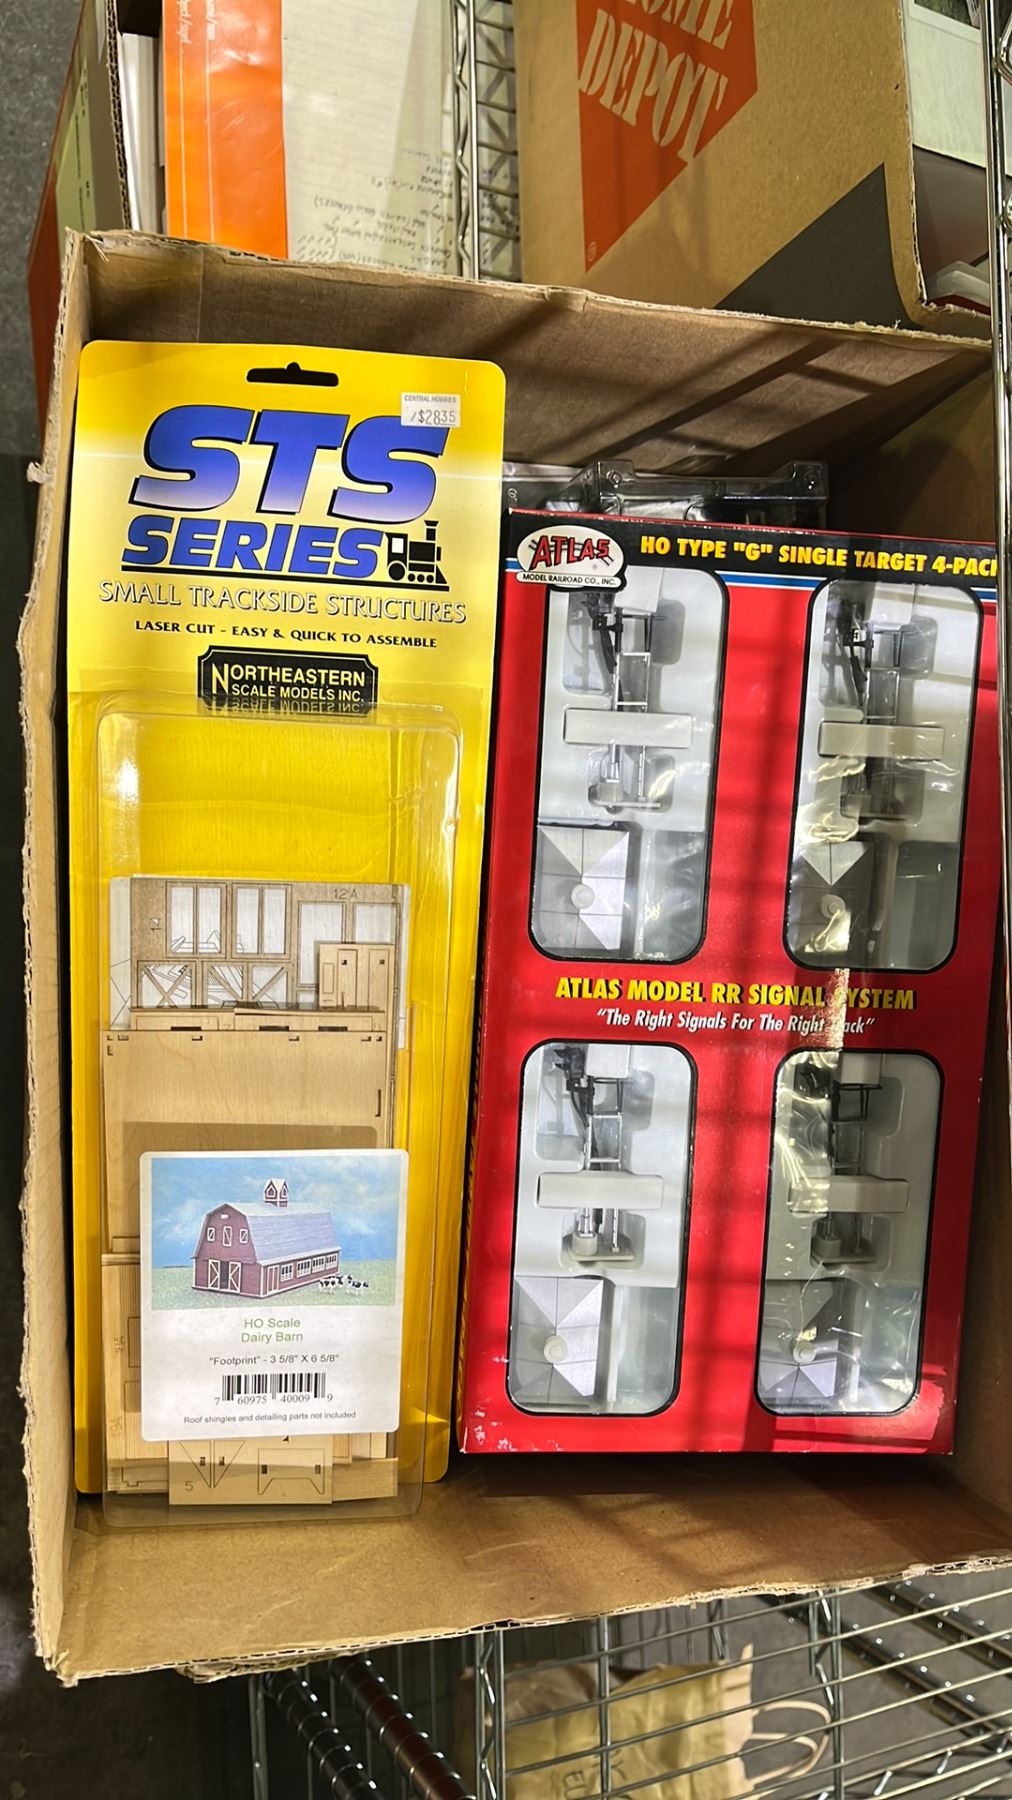 HOME
DEPOT
CENTRAL HOBBIES
$28.35
STS
SERIES
SMALL TRACKSIDE STRUCTURES
LASER CUT - EASY & QUICK TO ASSEMBLE
NORTHEASTERN
SCALE MODELS INC.
12A
HO Scale
Dairy Barn
"Footprint" - 3 5/8" X 6 5/8"
7 60975 40009 9
Roof shingles and detailing parts not included
5
ATLAS
MODEL RAILROAD CO., INC.
HO TYPE "G" SINGLE TARGET 4-PACK
ATLAS MODEL RR SIGNAL SYSTEM
"The Right Signals For The Right Track"